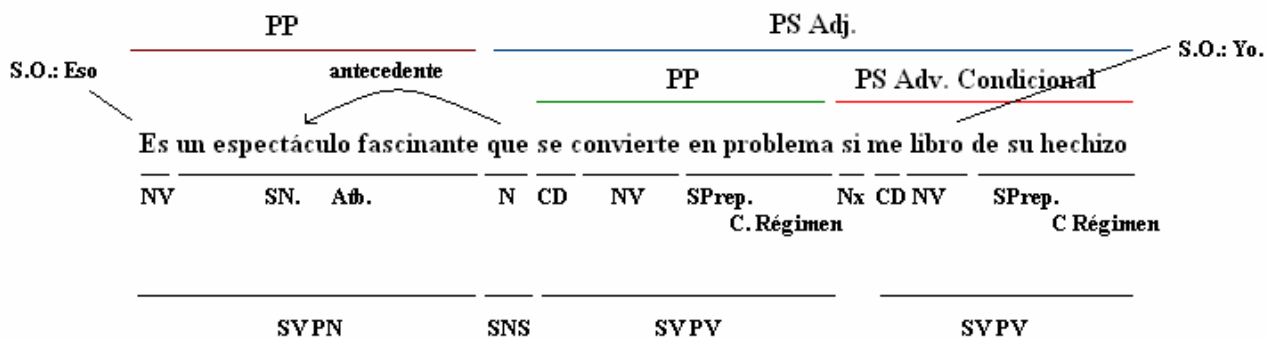 PP PS Adj.
S.O.: Eso antecedente PP PS Adv. Condicional S.O.: Yo.
Es un espectáculo fascinante que se convierte en problema si me libro de su hechizo
NV SN. Atb. N CD NV SPrep. Nx CD NV SPrep.
C. Régimen C Régimen
SVPN SNS SVPV SVPV